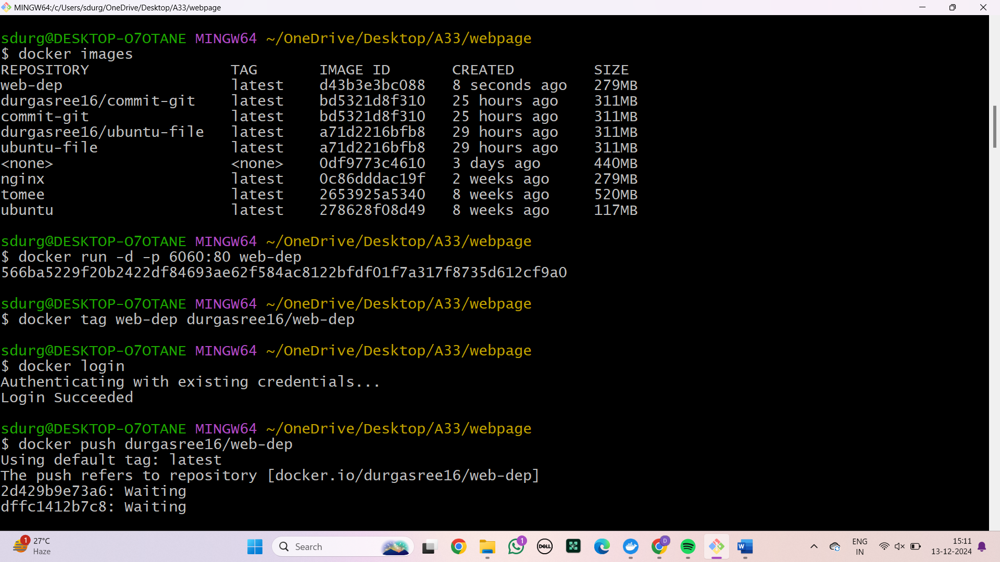 MINGW64:/c/Users/sdurg/OneDrive/Desktop/A33/webpage
sdurg@DESKTOP-O7OTANE MINGW64 ~/OneDrive/Desktop/A33/webpage
$ docker images
REPOSITORY TAG IMAGE ID CREATED SIZE
web-dep latest d43b3e3bc088 8 seconds ago 279MB
durgasree16/commit-git latest bd5321d8f310 25 hours ago 311MB
commit-git latest bd5321d8f310 25 hours ago 311MB
durgasree16/ubuntu-file latest a71d2216bfb8 29 hours ago 311MB
ubuntu-file latest a71d2216bfb8 29 hours ago 311MB
<none> <none> 0df9773c4610 3 days ago 440MB
nginx latest 0c86dddac19f 2 weeks ago 279MB
tomee latest 2653925a5340 8 weeks ago 520MB
ubuntu latest 278628f08d49 8 weeks ago 117MB
sdurg@DESKTOP-O7OTANE MINGW64 ~/OneDrive/Desktop/A33/webpage
$ docker run -d -p 6060:80 web-dep
566ba5229f20b2422df84693ae62f584ac8122bfdf01f7a317f8735d612cf9a0
sdurg@DESKTOP-O7OTANE MINGW64 ~/OneDrive/Desktop/A33/webpage
$ docker tag web-dep durgasree16/web-dep
sdurg@DESKTOP-O7OTANE MINGW64 ~/OneDrive/Desktop/A33/webpage
$ docker login
Authenticating with existing credentials...
Login Succeeded
sdurg@DESKTOP-O7OTANE MINGW64 ~/OneDrive/Desktop/A33/webpage
$ docker push durgasree16/web-dep
Using default tag: latest
The push refers to repository [docker.io/durgasree16/web-dep]
2d429b9e73a6: Waiting
dffc1412b7c8: Waiting
1
27°C
Haze
Search
1
DELL
D
W
ENG
IN
15:11
13-12-2024